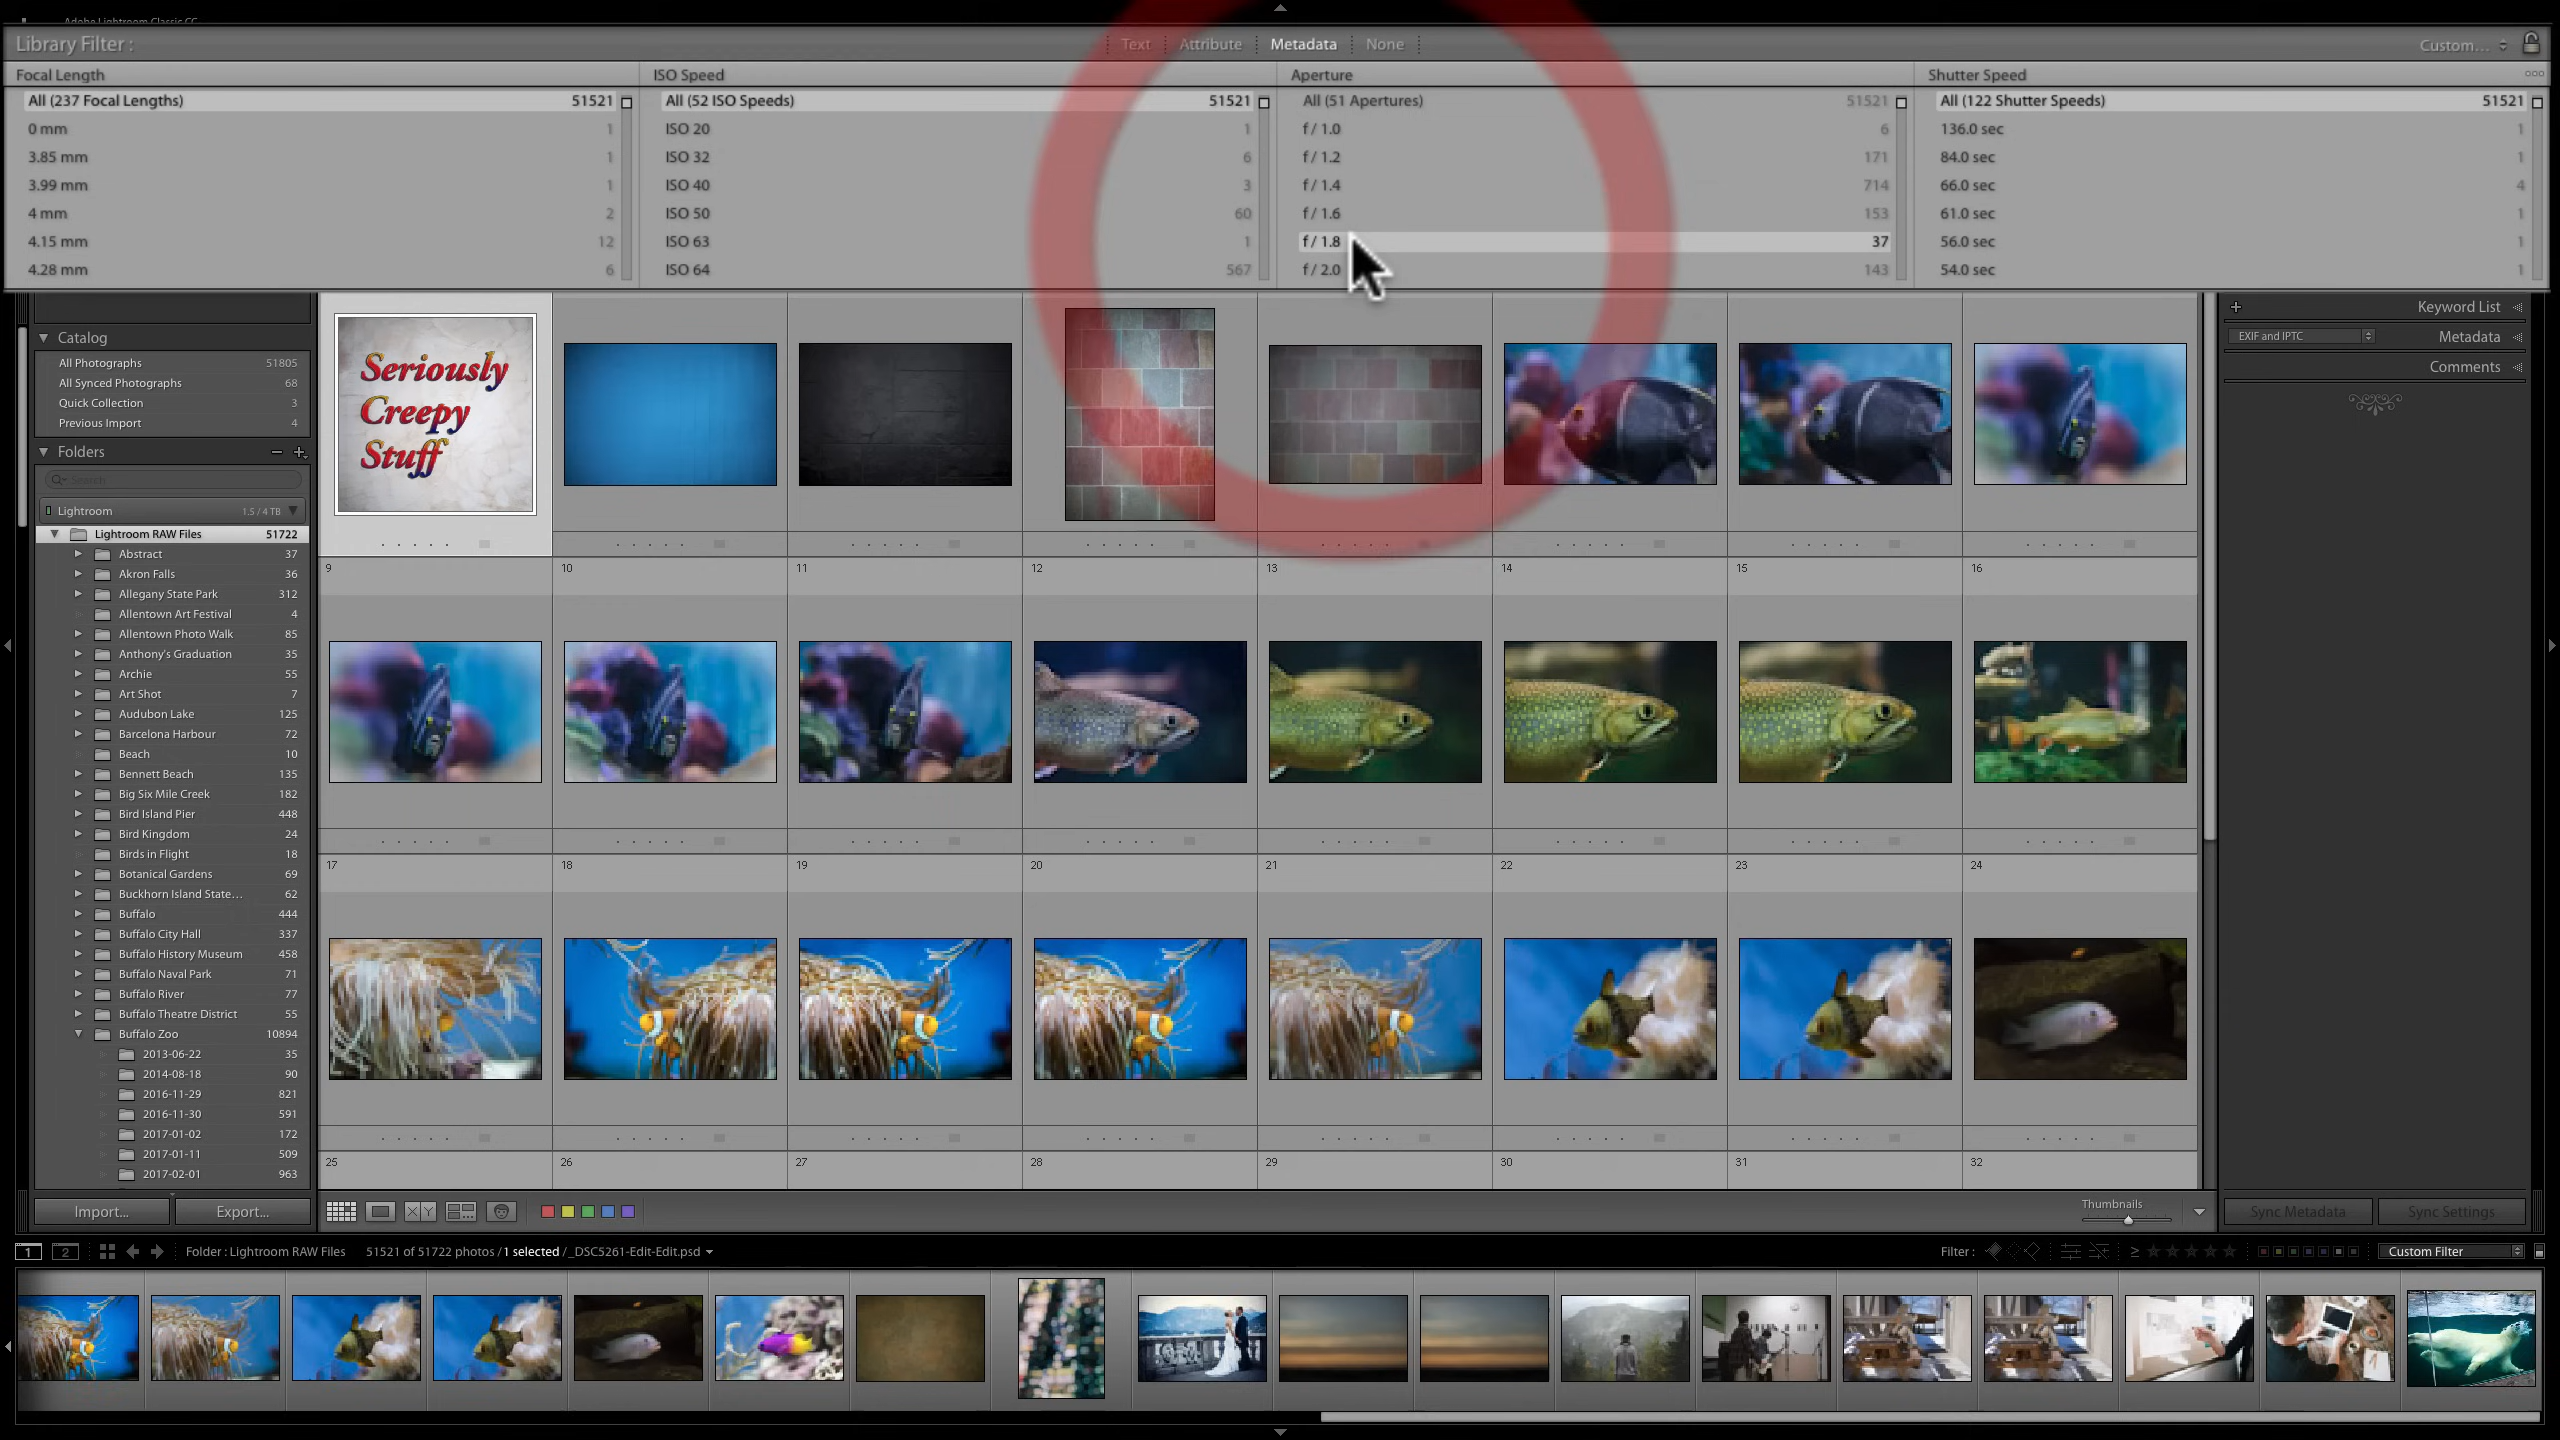 Adobe Lightroom Classic CC
Library Filter : Text Attribute Metadata None Custom...
Focal Length ISO Speed Aperture Shutter Speed
All (237 Focal Lengths) 51521 All (52 ISO Speeds) 51521 All (51 Apertures) 51521 All (122 Shutter Speeds) 51521
0 mm 1 ISO 20 1 f / 1.0 6 136.0 sec 1
3.85 mm 1 ISO 32 6 f / 1.2 171 84.0 sec 1
3.99 mm 1 ISO 40 3 f / 1.4 714 66.0 sec 4
4 mm 2 ISO 50 60 f / 1.6 153 61.0 sec 1
4.15 mm 12 ISO 63 1 f / 1.8 37 56.0 sec 1
4.28 mm 6 ISO 64 567 f / 2.0 143 54.0 sec 1
Catalog
All Photographs 51805
All Synced Photographs 68
Quick Collection 3
Previous Import 4
Folders
Search
Lightroom 1.5 / 4 TB
Lightroom RAW Files 51722
Abstract 37
Akron Falls 36
Allegany State Park 312
Allentown Art Festival 4
Allentown Photo Walk 85
Anthony's Graduation 35
Archie 55
Art Shot 7
Audubon Lake 125
Barcelona Harbour 72
Beach 10
Bennett Beach 135
Big Six Mile Creek 182
Bird Island Pier 448
Bird Kingdom 24
Birds in Flight 18
Botanical Gardens 69
Buckhorn Island State... 62
Buffalo 444
Buffalo City Hall 337
Buffalo History Museum 458
Buffalo Naval Park 71
Buffalo River 77
Buffalo Theatre District 55
Buffalo Zoo 10894
2013-06-22 35
2014-08-18 90
2016-11-29 821
2016-11-30 591
2017-01-02 172
2017-01-11 509
2017-02-01 963
Import... Export...
Seriously
Creepy
Stuff
9 10 11 12 13 14 15 16
17 18 19 20 21 22 23 24
25 26 27 28 29 30 31 32
Keyword List
EXIF and IPTC Metadata
Comments
XY
Thumbnails
Sync Metadata Sync Settings
1 2 Folder : Lightroom RAW Files 51521 of 51722 photos / 1 selected / _DSC5261-Edit-Edit.psd Filter : ≥ Custom Filter